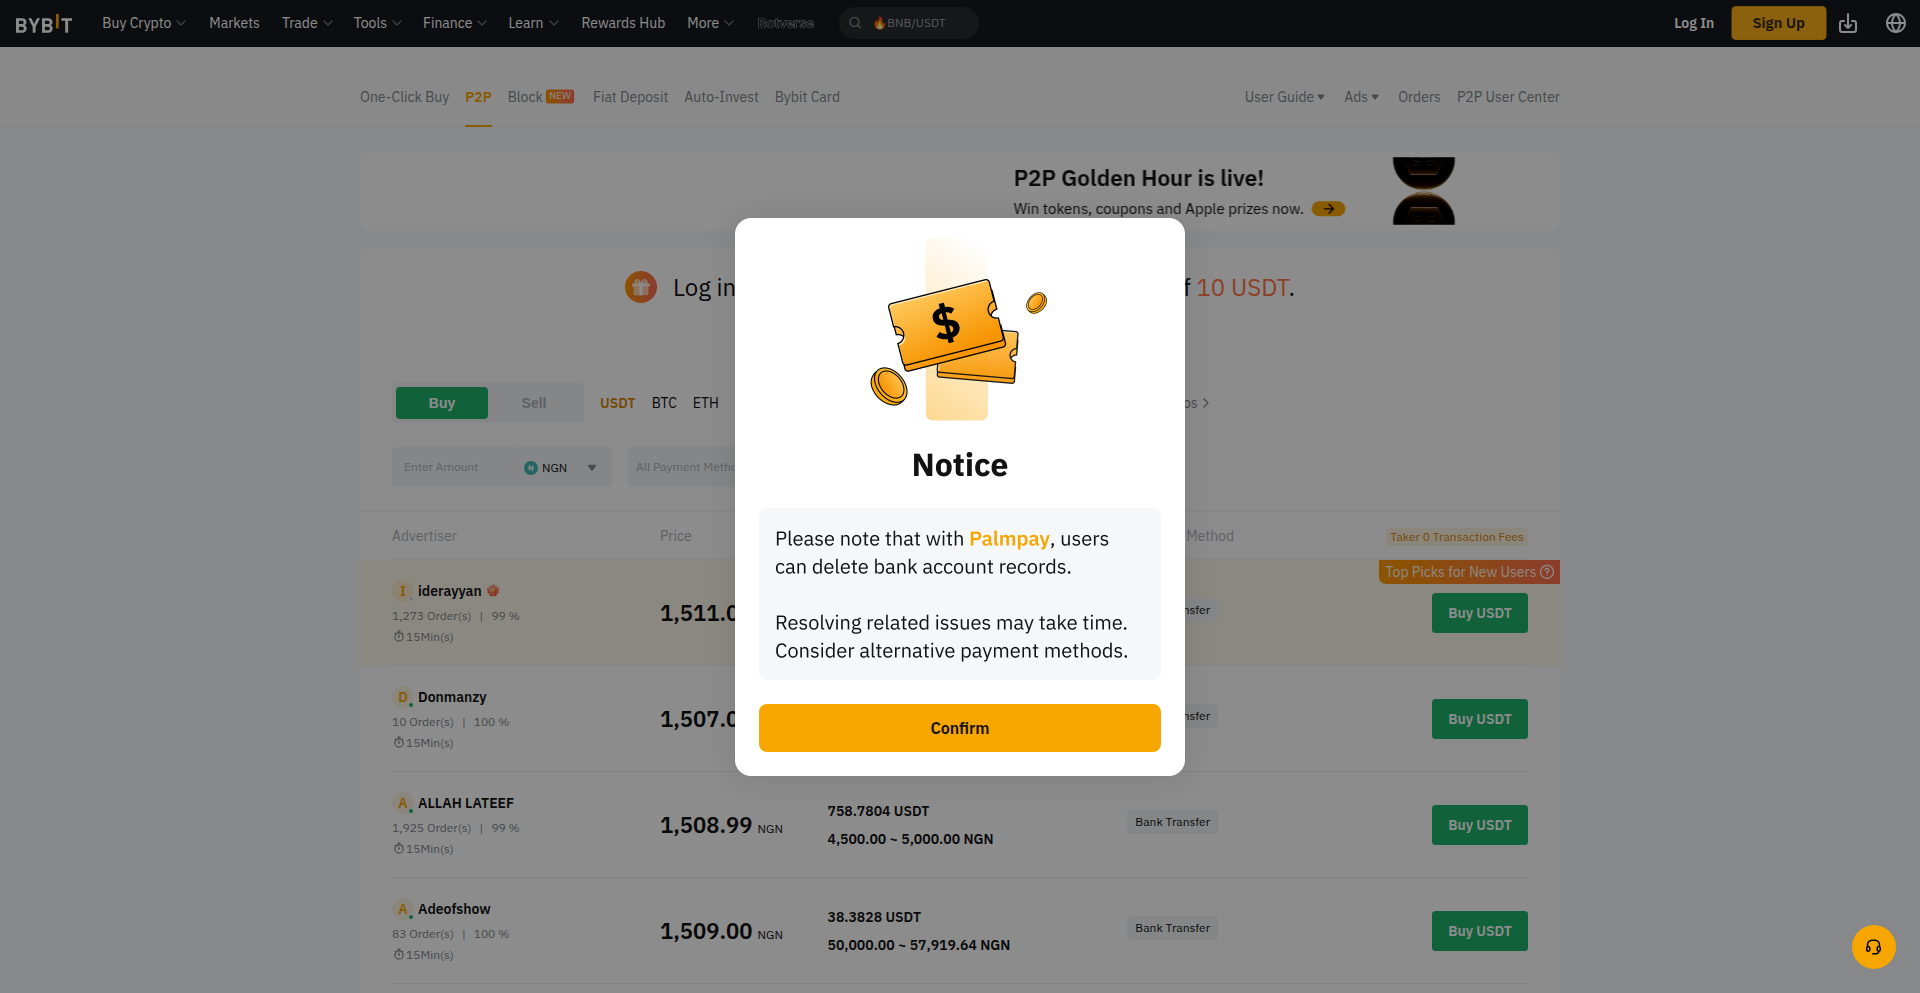 BYBIT Buy Crypto Markets Trade Tools Finance Learn Rewards Hub More Botverse 🔥BNB/USDT Log In Sign Up
One-Click Buy P2P Block NEW Fiat Deposit Auto-Invest Bybit Card User Guide Ads Orders P2P User Center
P2P Golden Hour is live!
Win tokens, coupons and Apple prizes now.
Log in 10 USDT.
Buy Sell USDT BTC ETH
Enter Amount NGN All Payment
Advertiser Price Method Taker 0 Transaction Fees
Top Picks for New Users
I iderayyan
1,273 Order(s) | 99 %
15Min(s)
1,511.0
Buy USDT
D Donmanzy
10 Order(s) | 100 %
15Min(s)
1,507.0
Buy USDT
A ALLAH LATEEF
1,925 Order(s) | 99 %
15Min(s)
1,508.99 NGN
758.7804 USDT
4,500.00 ~ 5,000.00 NGN
Bank Transfer
Buy USDT
A Adeofshow
83 Order(s) | 100 %
15Min(s)
1,509.00 NGN
38.3828 USDT
50,000.00 ~ 57,919.64 NGN
Bank Transfer
Buy USDT
$
Notice
Please note that with Palmpay, users
can delete bank account records.
Resolving related issues may take time.
Consider alternative payment methods.
Confirm